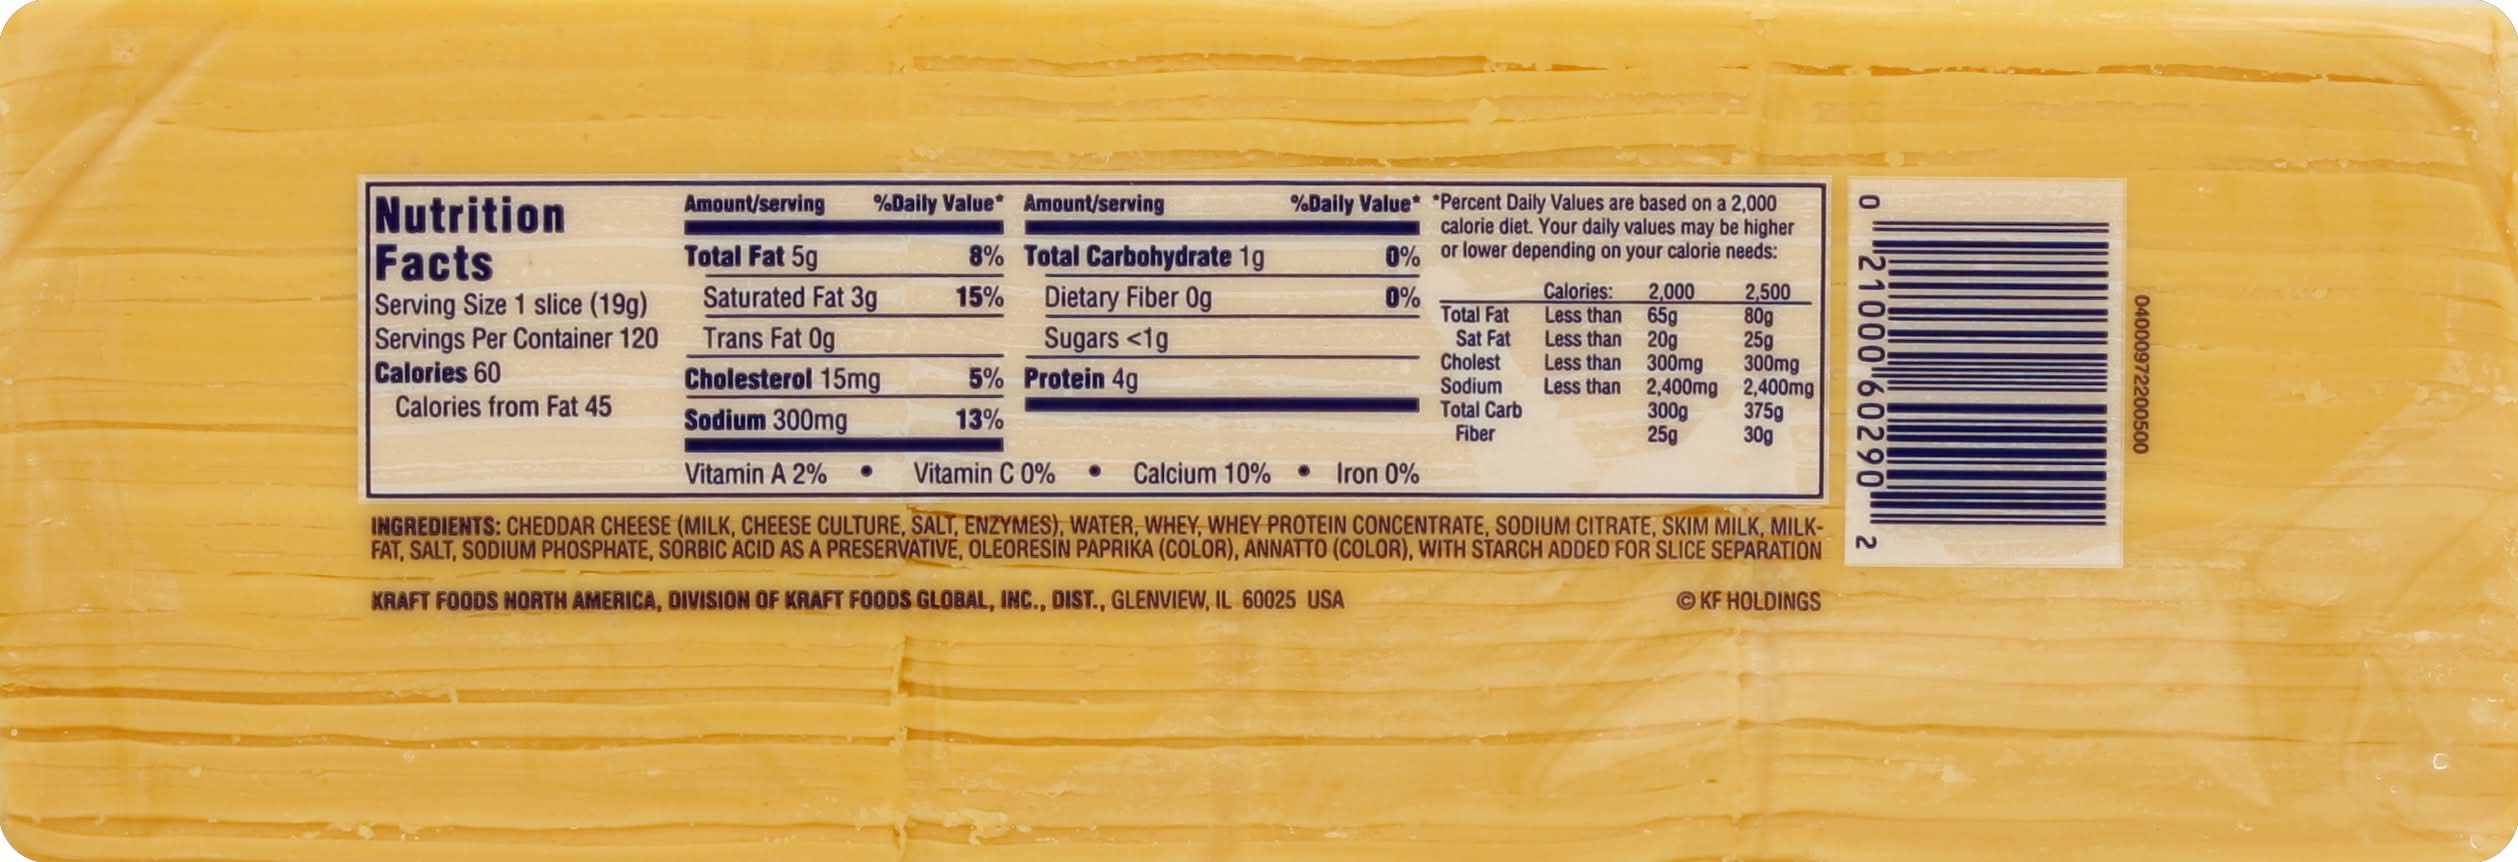 Nutrition
Facts
Serving Size 1 slice (19g)
Servings Per Container 120
Calories 60
Calories from Fat 45
Amount/serving %Daily Value*
Total Fat 5g 8%
Saturated Fat 3g 15%
Trans Fat 0g
Cholesterol 15mg 5%
Sodium 300mg 13%
Amount/serving %Daily Value*
Total Carbohydrate 1g 0%
Dietary Fiber 0g 0%
Sugars <1g
Protein 4g
Vitamin A 2% • Vitamin C 0% • Calcium 10% • Iron 0%
*Percent Daily Values are based on a 2,000
calorie diet. Your daily values may be higher
or lower depending on your calorie needs:
Calories: 2,000 2,500
Total Fat Less than 65g 80g
Sat Fat Less than 20g 25g
Cholest Less than 300mg 300mg
Sodium Less than 2,400mg 2,400mg
Total Carb 300g 375g
Fiber 25g 30g
INGREDIENTS: CHEDDAR CHEESE (MILK, CHEESE CULTURE, SALT, ENZYMES), WATER, WHEY, WHEY PROTEIN CONCENTRATE, SODIUM CITRATE, SKIM MILK, MILK-
FAT, SALT, SODIUM PHOSPHATE, SORBIC ACID AS A PRESERVATIVE, OLEORESIN PAPRIKA (COLOR), ANNATTO (COLOR), WITH STARCH ADDED FOR SLICE SEPARATION
KRAFT FOODS NORTH AMERICA, DIVISION OF KRAFT FOODS GLOBAL, INC., DIST., GLENVIEW, IL 60025 USA
© KF HOLDINGS
0 21000 60290 2
04000972200500